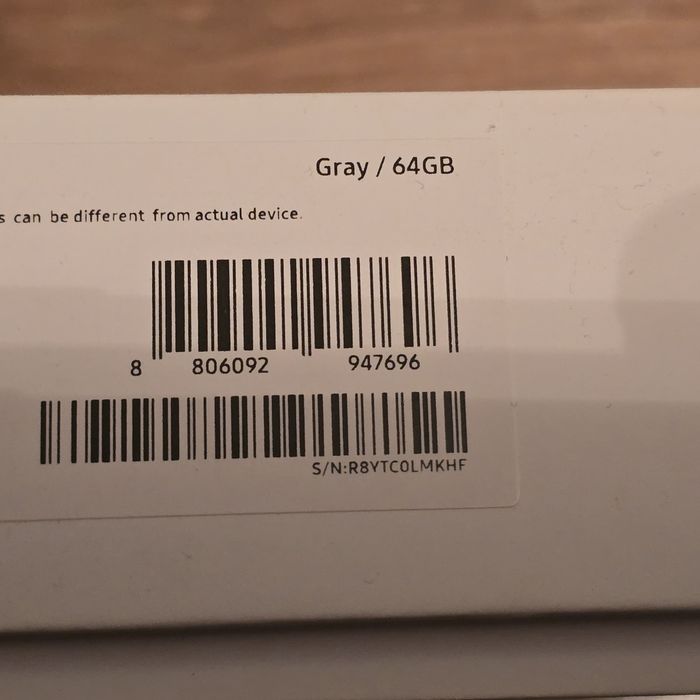 Gray / 64GB
s can be different from actual device.
8 806092 947696
S/N:R8YTC0LMKHF